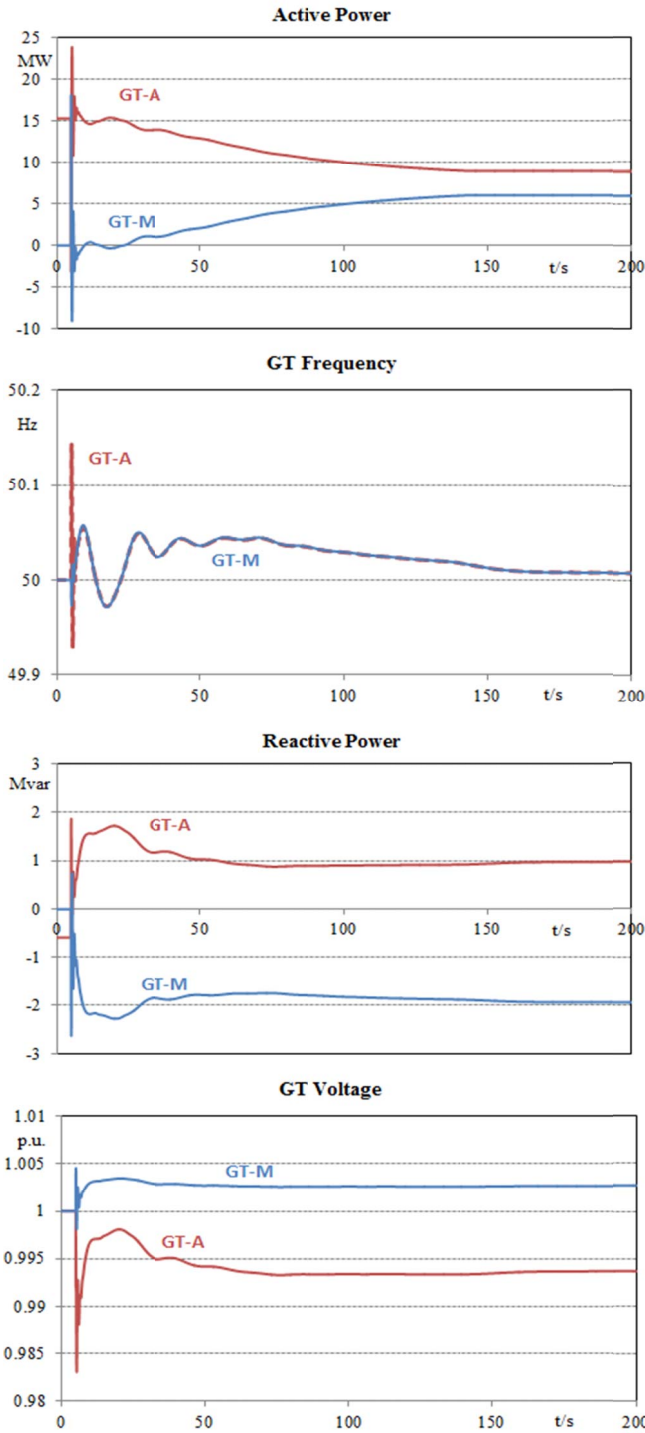 Active Power
25
MW
20
GT-A
15
10
5
GT-M
0
0 50 100 150 t/s 200
-5
-10
GT Frequency
50.2
Hz
GT-A
50.1
GT-M
50
49.9
0 50 100 150 t/s 200
Reactive Power
3
Mvar
2
GT-A
1
0
0 50 100 150 t/s 200
-1
GT-M
-2
-3
GT Voltage
1.01
p.u.
1.005
GT-M
1
GT-A
0.995
0.99
0.985
0.98
0 50 100 150 200